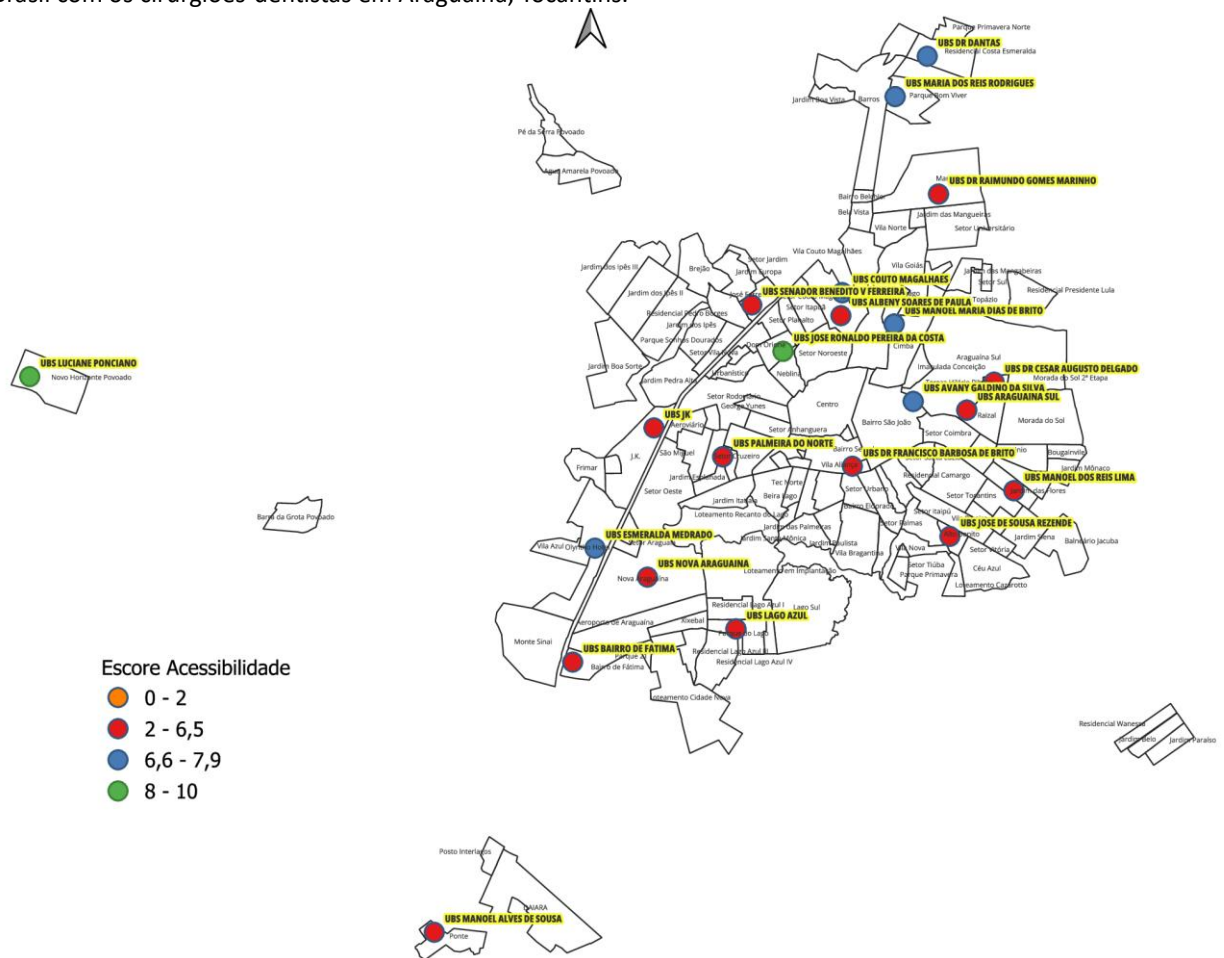 Brasil com os cirurgiões-dentistas em Araguaína, Tocantins.
Parque Primavera Norte
UBS DR DANTAS
Residencial Costa Esmeralda
UBS MARIA DOS REIS RODRIGUES
Jardim Boa Vista
Barros
Parque Bom Viver
Pé da Serra Povoado
Água Amarela Povoado
UBS DR RAIMUNDO GOMES MARINHO
Bela Vista
Jardim das Mangueiras
Vila Norte
Setor Universitário
Vila Couto Magalhães
Setor Jardim
Jardim Europa
Brejão
Jardim dos Ipês III
Vila Goiás
Jardim das Mangabeiras
Setor Sul
Residencial Presidente Lula
Topázio
UBS COUTO MAGALHAES
UBS SENADOR BENEDITO V FERREIRA
UBS ALBENY SOARES DE PAULA
UBS MANOEL MARIA DIAS DE BRITO
Jardim dos Ipês II
Residencial Pedro Borges
Jardim dos Ipês
Setor Itapuã
Setor Planalto
Parque Sonhos Dourados
UBS JOSE RONALDO PEREIRA DA COSTA
Setor Noroeste
Cimba
Araguaína Sul
UBS LUCIANE PONCIANO
Novo Horizonte Povoado
Jardim Boa Sorte
Jardim Pedra Alta
Urbanístico
Neblina
Imaculada Conceição
UBS DR CESAR AUGUSTO DELGADO
Morada do Sol 2ª Etapa
UBS AVANY GALDINO DA SILVA
UBS ARAGUAINA SUL
Setor Rodoviário
George Yunes
Centro
Raizal
Morada do Sol
UBS JK
Aeroviário
Setor Anhanguera
Bairro São João
Setor Coimbra
UBS PALMEIRA DO NORTE
J.K.
São Miguel
UBS DR FRANCISCO BARBOSA DE BRITO
Vila Aliança
Bougainvile
Jardim Mônaco
Frimar
Jardim Esplanada
Residencial Camargo
UBS MANOEL DOS REIS LIMA
Jardim das Flores
Setor Oeste
Tec Norte
Setor Urbano
Setor Tocantins
Jardim Itatiaia
Beira Lago
Bairro Eldorado
Loteamento Recanto do Lago
Setor Itaipú
UBS JOSE DE SOUSA REZENDE
Barra da Grota Povoado
UBS ESMERALDA MEDRADO
Jardim das Palmeiras
Setor Palmas
Jardim Siena
Balneário Jacuba
Vila Azul
Setor Araguaia
Jardim Santa Mônica
Jardim Paulista
Vila Bragantina
Vila Nova
Setor Vitória
UBS NOVA ARAGUAINA
Nova Araguaína
Loteamento em Implantação
Setor Tiúba
Parque Primavera
Céu Azul
Loteamento Cazarotto
UBS LAGO AZUL
Residencial Lago Azul I
Lago Sul
Aeroporto de Araguaína
Xixebal
Parque do Lago
Monte Sinai
UBS BAIRRO DE FATIMA
Bairro de Fátima
Residencial Lago Azul III
Residencial Lago Azul IV
Loteamento Cidade Nova
Escore Acessibilidade
0 - 2
2 - 6,5
6,6 - 7,9
8 - 10
Residencial Wanessa
Jardim Belo
Jardim Paraíso
Posto Interlagos
UBS MANOEL ALVES DE SOUSA
Ponte